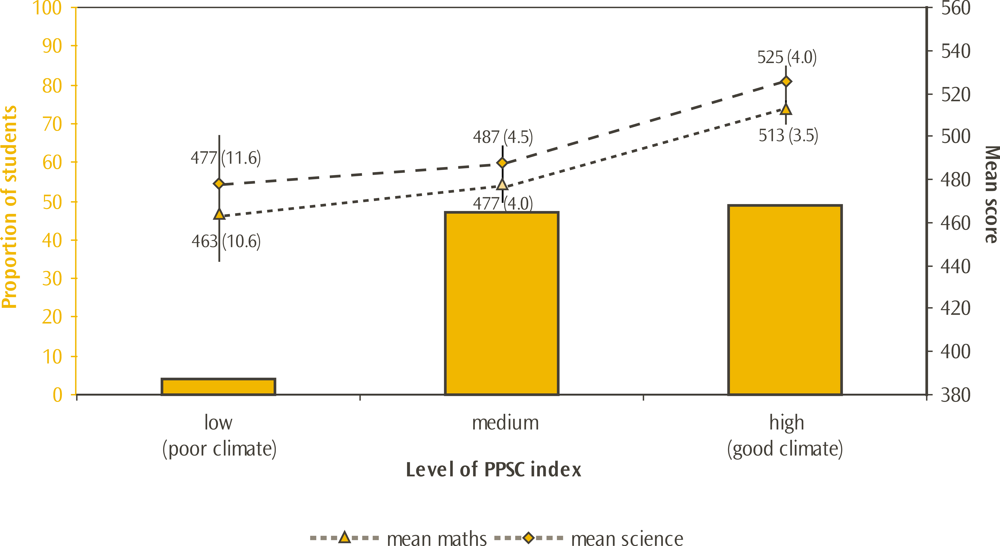 100
90
80
70
60
50
40
30
20
10
0
Proportion of students
560
540
520
500
480
460
440
420
400
380
Mean score
477 (11.6)
463 (10.6)
487 (4.5)
477 (4.0)
525 (4.0)
513 (3.5)
low
(poor climate)
medium
high
(good climate)
Level of PPSC index
mean maths
mean science